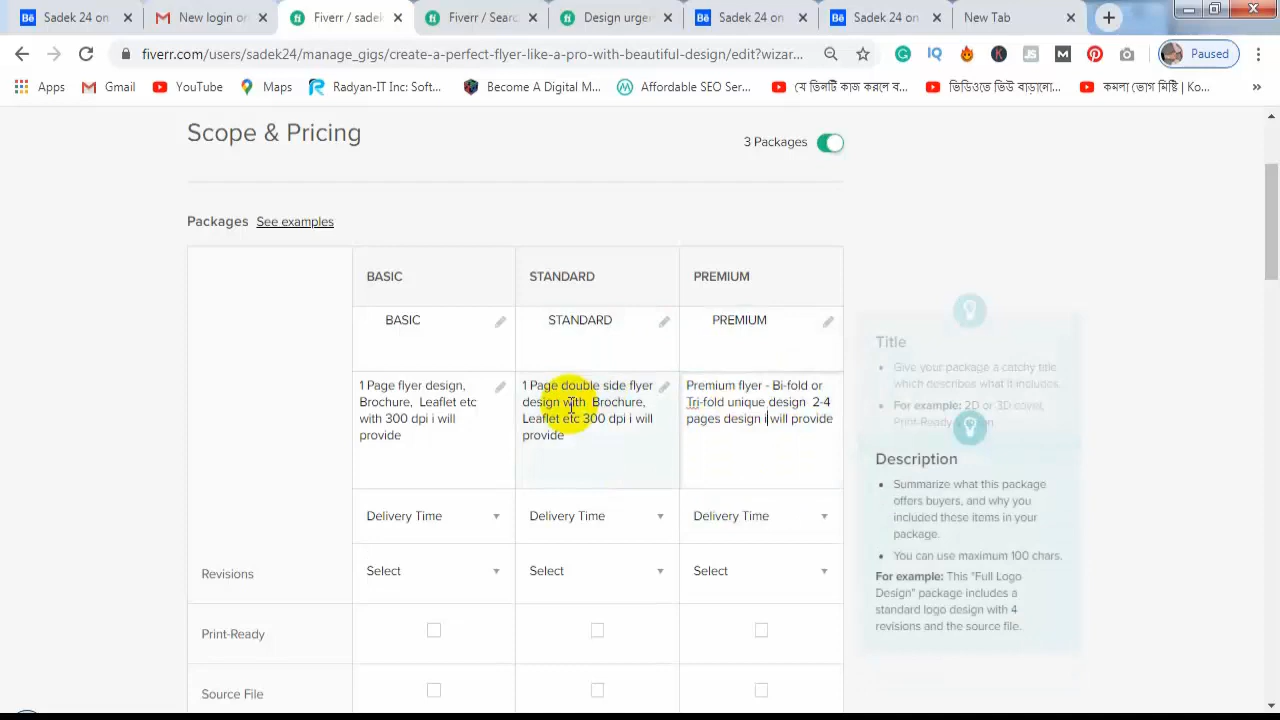 Sadek 24 on
New login or
Fiverr / sadek
Fiverr / Searc
Design urge
Sadek 24 on
Sadek 24 on
New Tab
fiverr.com/users/sadek24/manage_gigs/create-a-perfect-flyer-like-a-pro-with-beautiful-design/edit?wizar...
Paused
Apps
Gmail
YouTube
Maps
Radyan-IT Inc: Soft...
Become A Digital M...
Affordable SEO Ser...
যে তিনটি কাজ করলে ব...
ভিডিওতে ভিউ বাড়ানো...
কমলা ভোগ মিষ্টি | Ko...
Scope & Pricing
3 Packages
Packages See examples
BASIC STANDARD PREMIUM
BASIC STANDARD PREMIUM
1 Page flyer design,
Brochure, Leaflet etc
with 300 dpi i will
provide
1 Page double side flyer
design with Brochure,
Leaflet etc 300 dpi i will
provide
Premium flyer - Bi-fold or
Tri-fold unique design 2-4
pages design i will provide
Delivery Time Delivery Time Delivery Time
Revisions Select Select Select
Print-Ready
Source File
Title
Give your package a catchy title
which describes what it includes.
For example: 2D or 3D cover,
Description
Summarize what this package
offers buyers, and why you
included these items in your
package.
You can use maximum 100 chars.
For example: This "Full Logo
Design" package includes a
standard logo design with 4
revisions and the source file.